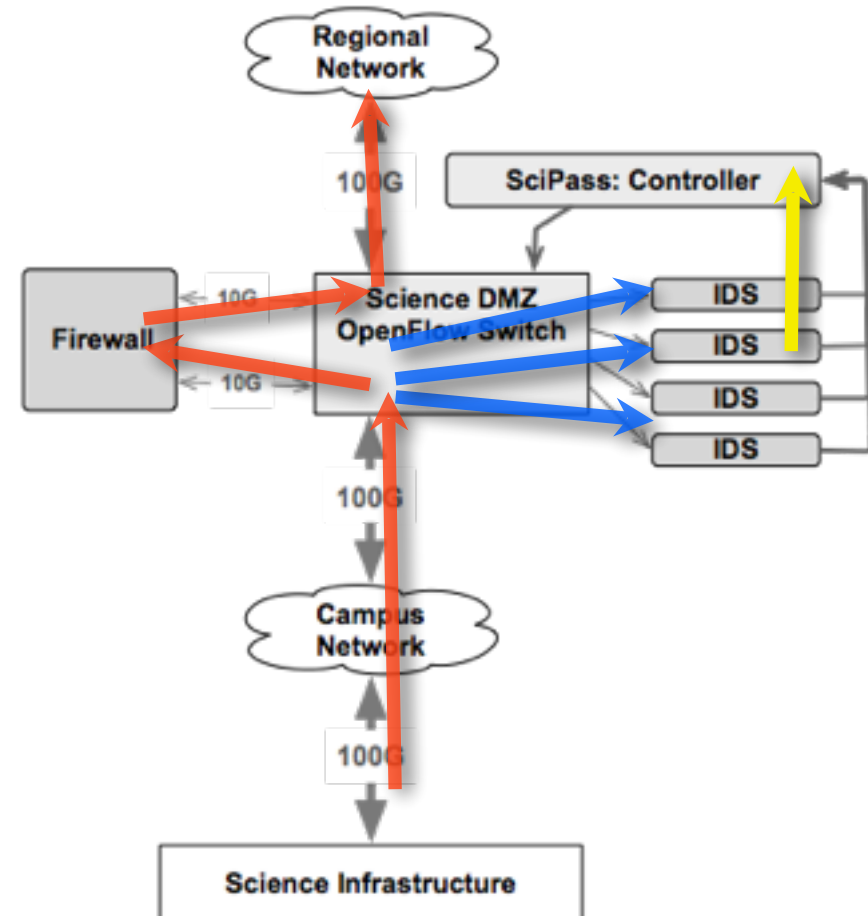 Regional
Network
100G
SciPass: Controller
10G
Science DMZ
OpenFlow Switch
IDS
Firewall
IDS
10G
IDS
IDS
100G
Campus
Network
100G
Science Infrastructure